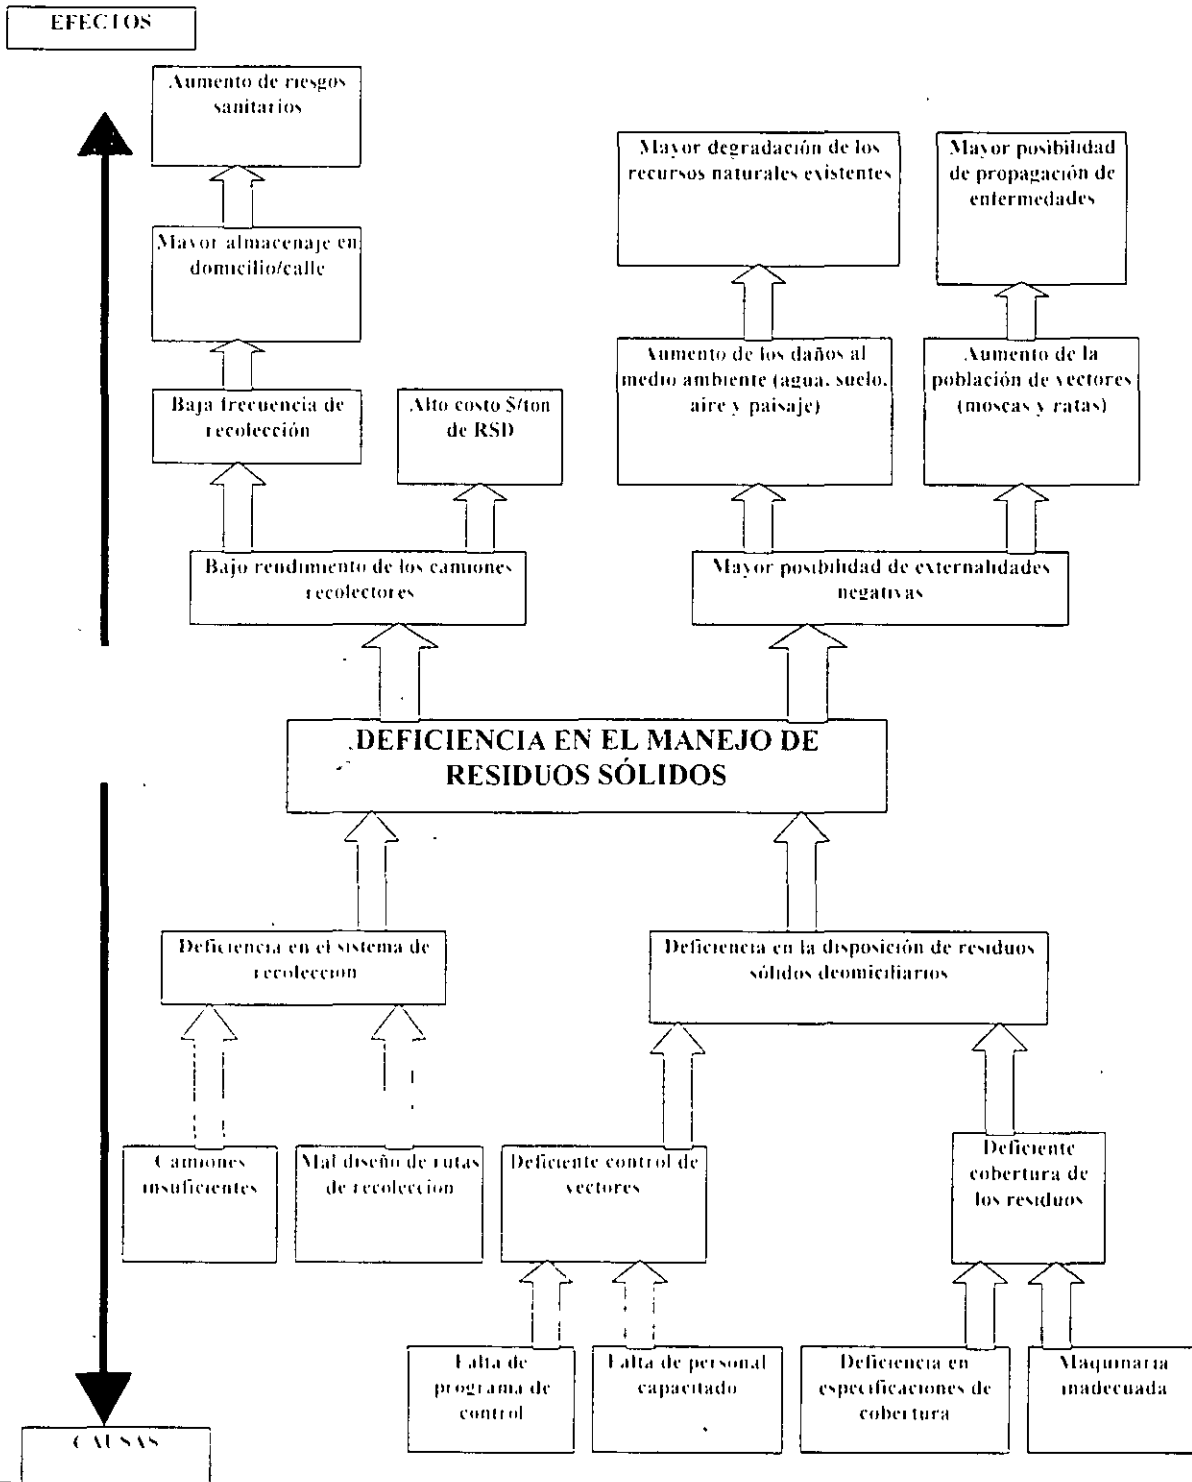 EFECTOS
Aumento de riesgos
sanitarios
Mayor degradación de los
recursos naturales existentes
Mayor posibilidad
de propagación de
enfermedades
Mayor almacenaje en
domicilio/calle
Aumento de los daños al
medio ambiente (agua, suelo,
aire y paisaje)
Aumento de la
población de vectores
(moscas y ratas)
Baja frecuencia de
recolección
Alto costo $/ton
de RSD
Bajo rendimiento de los camiones
recolectores
Mayor posibilidad de externalidades
negativas
DEFICIENCIA EN EL MANEJO DE
RESIDUOS SÓLIDOS
Deficiencia en el sistema de
recoleccion
Deficiencia en la disposición de residuos
sólidos deomiciliarios
Camiones
insuficientes
Mal diseño de rutas
de recoleccion
Deficiente control de
vectores
Deficiente
cobertura de
los residuos
Falta de
programa de
control
Falta de personal
capacitado
Deficiencia en
especificaciones de
cobertura
Maquinaria
inadecuada
CAUSAS